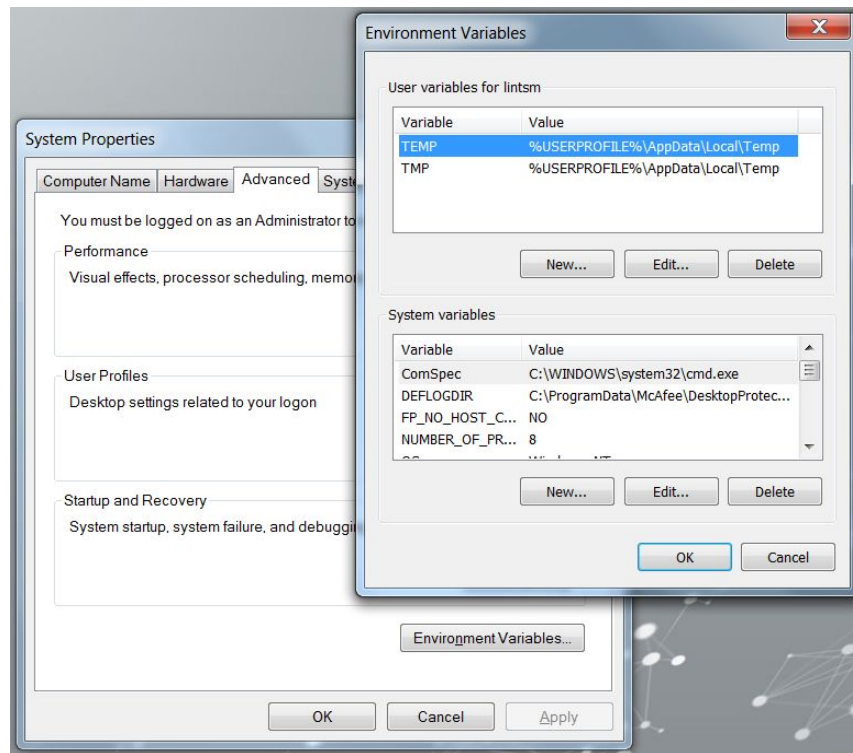 Environment Variables
X
User variables for lintsm
Variable Value
TEMP %USERPROFILE%\AppData\Local\Temp
TMP %USERPROFILE%\AppData\Local\Temp
New... Edit... Delete
System variables
Variable Value
ComSpec C:\WINDOWS\system32\cmd.exe
DEFLOGDIR C:\ProgramData\McAfee\DesktopProtec...
FP_NO_HOST_C... NO
NUMBER_OF_PR... 8
New... Edit... Delete
OK Cancel
System Properties
Computer Name Hardware Advanced Syste
You must be logged on as an Administrator to
Performance
Visual effects, processor scheduling, memo
User Profiles
Desktop settings related to your logon
Startup and Recovery
System startup, system failure, and debuggi
Environment Variables...
OK Cancel Apply